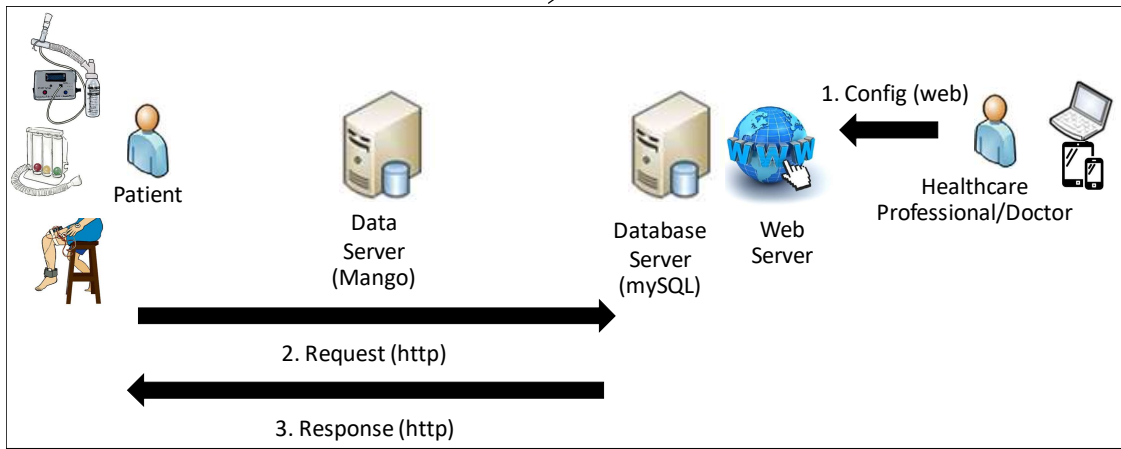 1. Config (web)
WWW
Patient
Healthcare
Professional/Doctor
Data
Server
(Mango)
Database
Server
(mySQL)
Web
Server
2. Request (http)
3. Response (http)